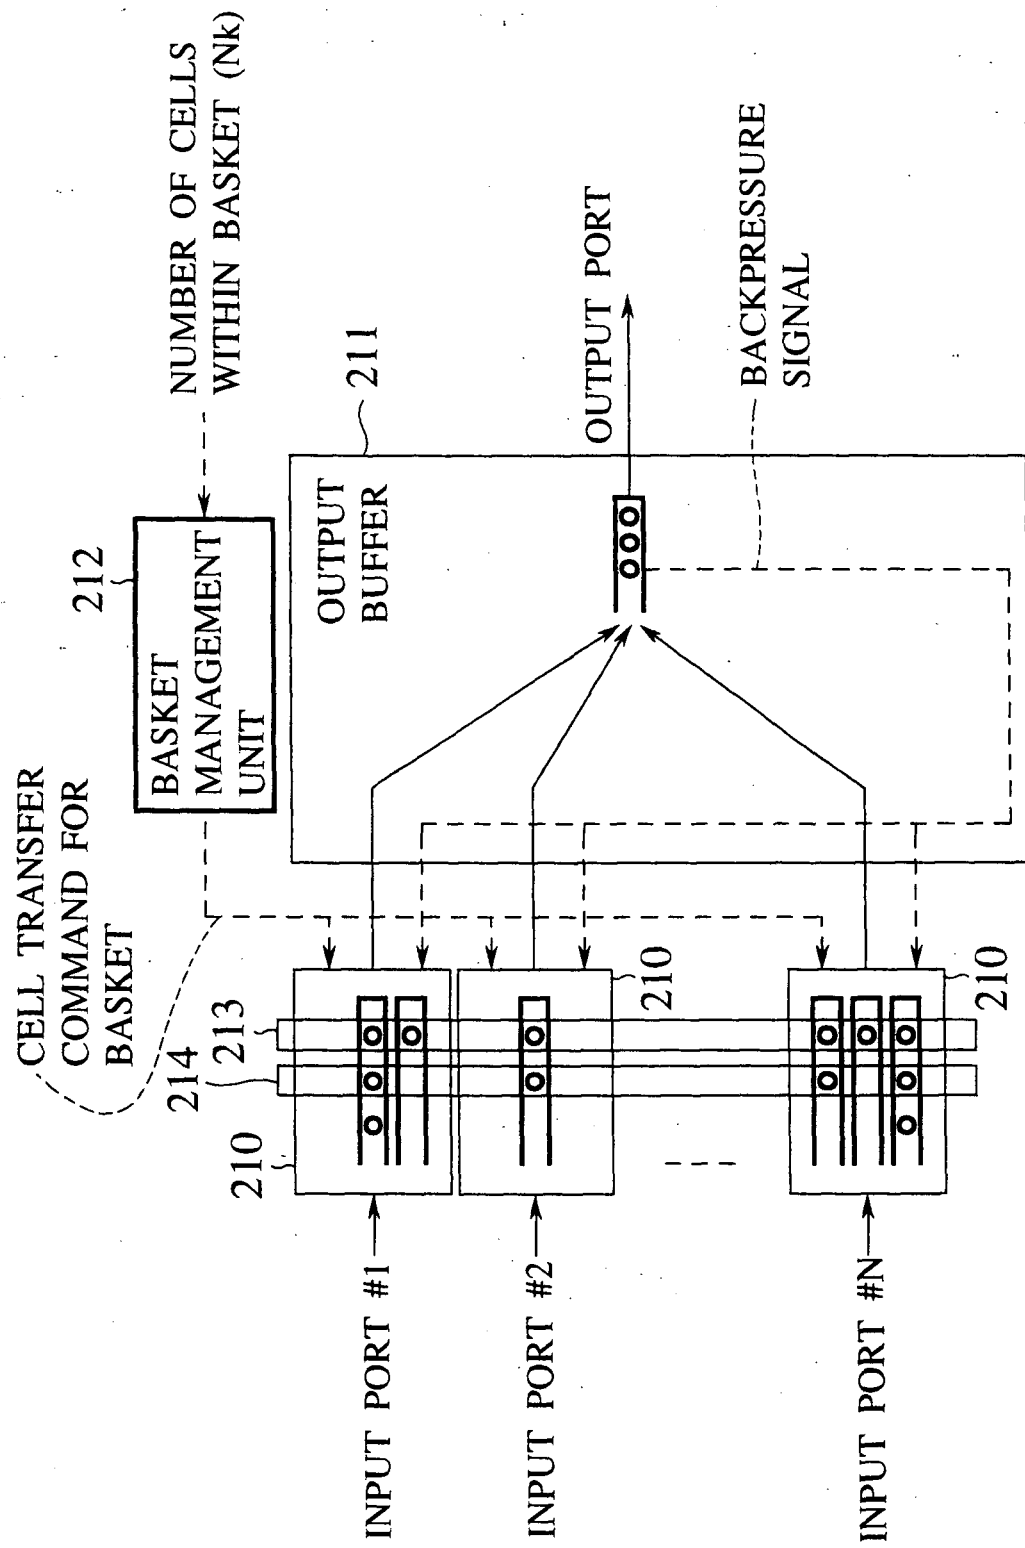 CELL TRANSFER
COMMAND FOR
BASKET
212
NUMBER OF CELLS
WITHIN BASKET (Nk)
BASKET
MANAGEMENT
UNIT
214
213
211
210
OUTPUT
BUFFER
INPUT PORT #1
OUTPUT PORT
INPUT PORT #2
210
BACKPRESSURE
SIGNAL
INPUT PORT #N
210